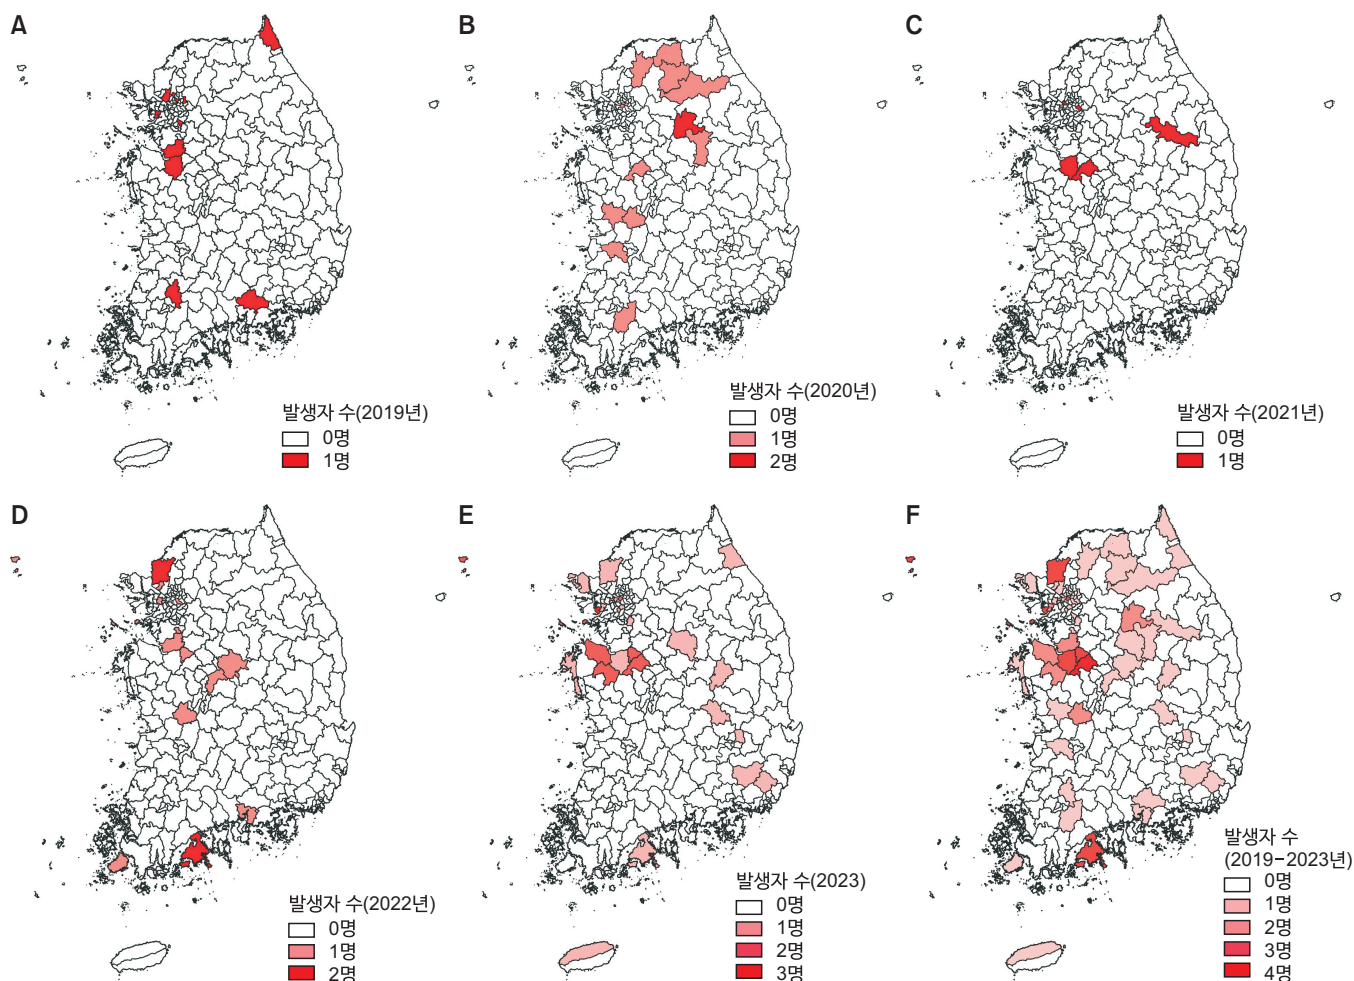 A
B
C
발생자 수(2019년)
0명
1명
발생자 수(2020년)
0명
1명
2명
발생자 수(2021년)
0명
1명
D
E
F
발생자 수(2022년)
0명
1명
2명
발생자 수(2023)
0명
1명
2명
3명
발생자 수
(2019-2023년)
0명
1명
2명
3명
4명